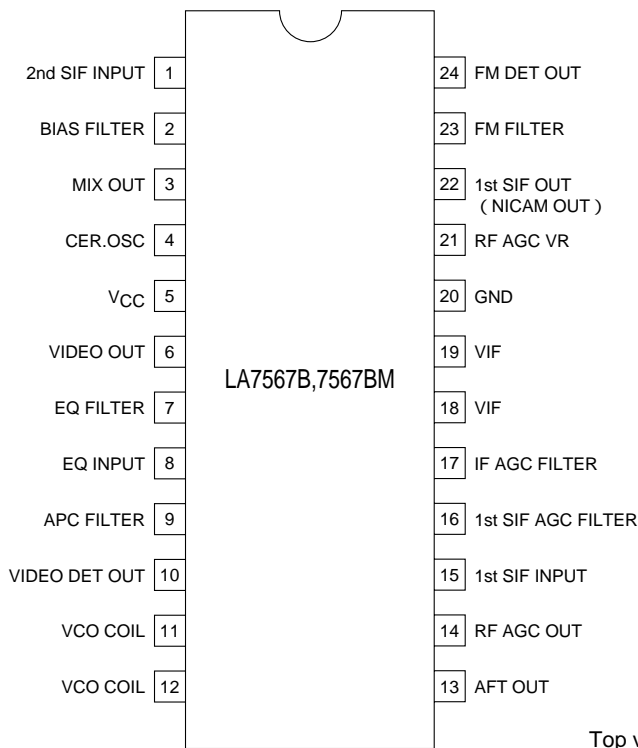 2nd SIF INPUT 1 24 FM DET OUT
BIAS FILTER 2 23 FM FILTER
MIX OUT 3 22 1st SIF OUT
( NICAM OUT )
CER.OSC 4 21 RF AGC VR
VCC 5 20 GND
VIDEO OUT 6 19 VIF
LA7567B,7567BM
EQ FILTER 7 18 VIF
EQ INPUT 8 17 IF AGC FILTER
APC FILTER 9 16 1st SIF AGC FILTER
VIDEO DET OUT 10 15 1st SIF INPUT
VCO COIL 11 14 RF AGC OUT
VCO COIL 12 13 AFT OUT
Top v